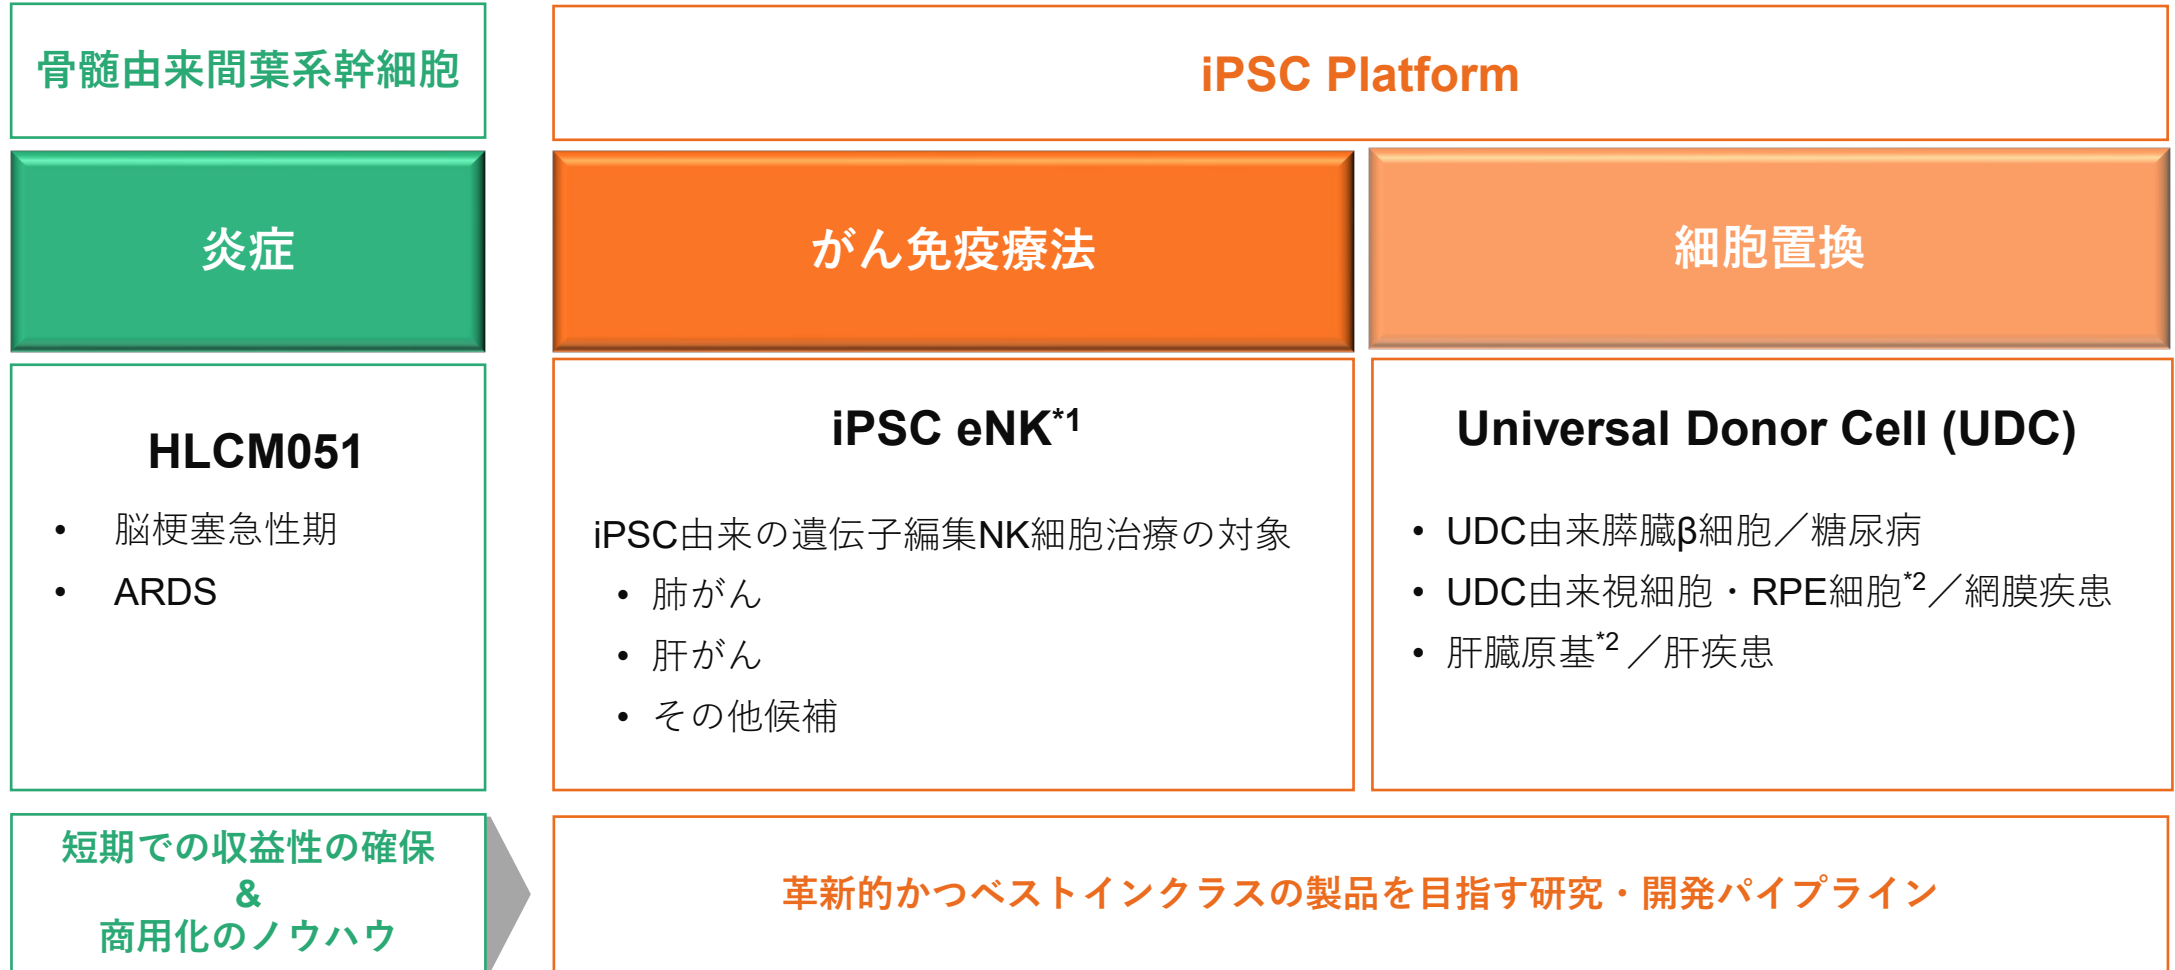 骨髄由来間葉系幹細胞
iPSC Platform
炎症
がん免疫療法
細胞置換
HLCM051
• 脳梗塞急性期
• ARDS
iPSC eNK*1
iPSC由来の遺伝子編集NK細胞治療の対象
• 肺がん
• 肝がん
• その他候補
Universal Donor Cell (UDC)
• UDC由来膵臓β細胞／糖尿病
• UDC由来視細胞・RPE細胞*2／網膜疾患
• 肝臓原基*2／肝疾患
短期での収益性の確保
&
商用化のノウハウ
革新的かつベストインクラスの製品を目指す研究・開発パイプライン